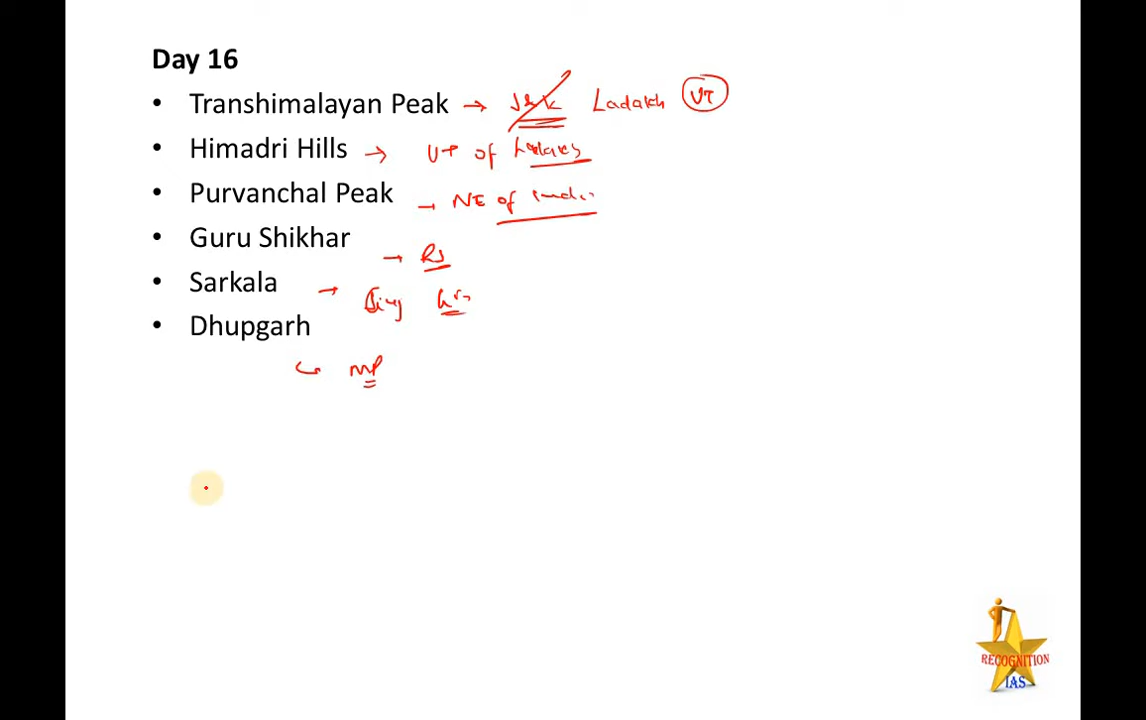 Day 16
• Transhimalayan Peak → J&K Ladakh UT
• Himadri Hills → UT of
• Purvanchal Peak → NE of India
• Guru Shikhar → RJ
• Sarkala →
• Dhupgarh
↳ MP
RECOGNITION
IAS